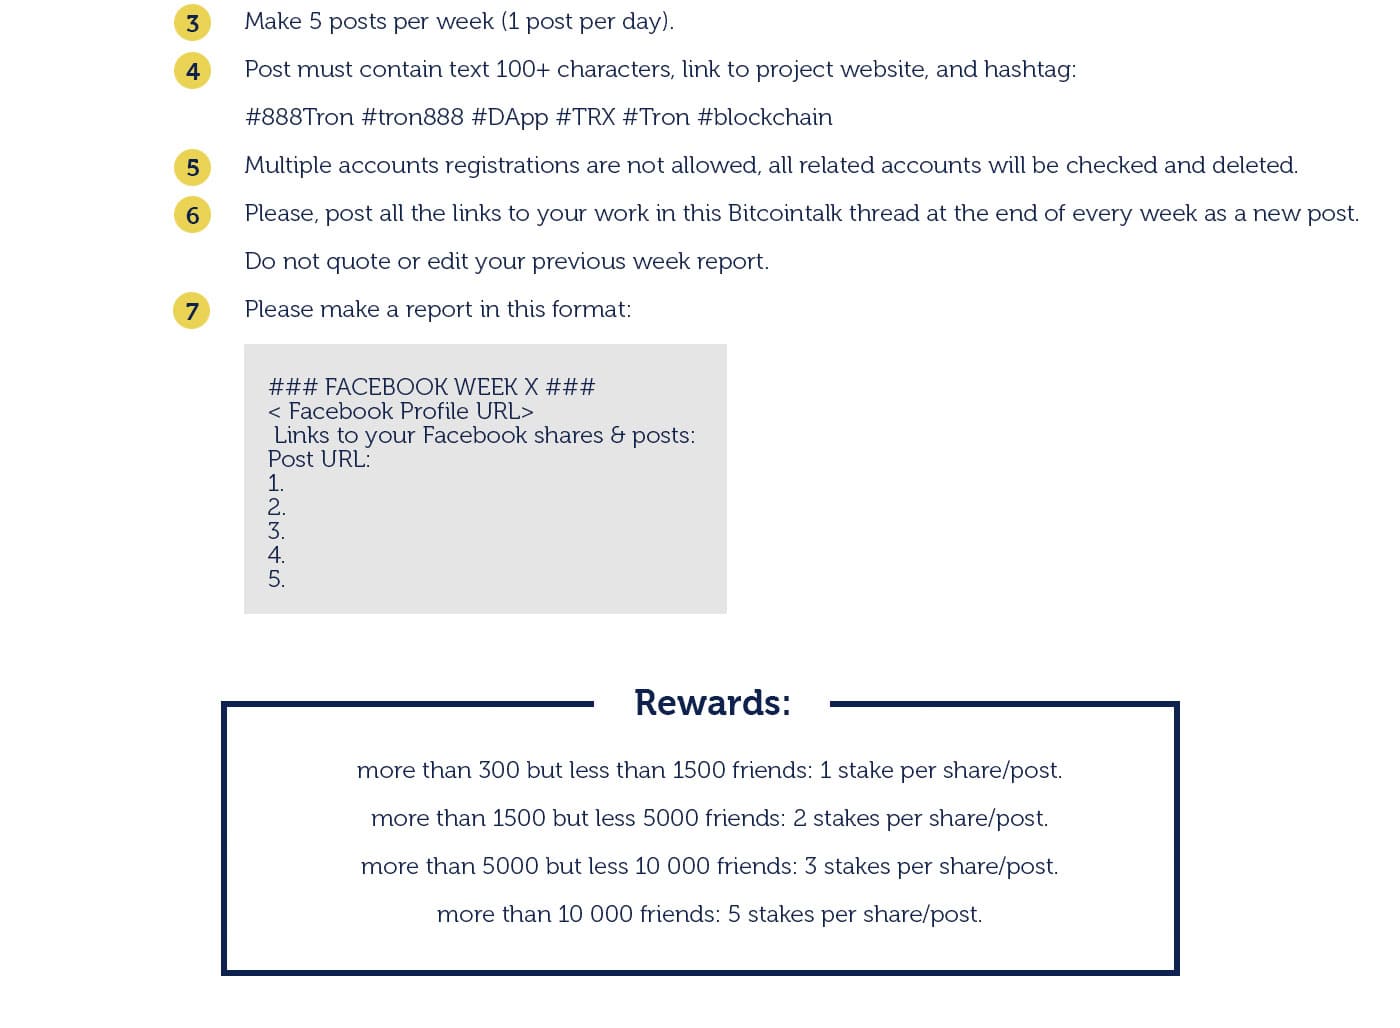 3 Make 5 posts per week (1 post per day).
4 Post must contain text 100+ characters, link to project website, and hashtag:
#888Tron #tron888 #DApp #TRX #Tron #blockchain
5 Multiple accounts registrations are not allowed, all related accounts will be checked and deleted.
6 Please, post all the links to your work in this Bitcointalk thread at the end of every week as a new post.
Do not quote or edit your previous week report.
7 Please make a report in this format:
### FACEBOOK WEEK X ###
< Facebook Profile URL>
Links to your Facebook shares & posts:
Post URL:
1.
2.
3.
4.
5.
Rewards:
more than 300 but less than 1500 friends: 1 stake per share/post.
more than 1500 but less 5000 friends: 2 stakes per share/post.
more than 5000 but less 10 000 friends: 3 stakes per share/post.
more than 10 000 friends: 5 stakes per share/post.